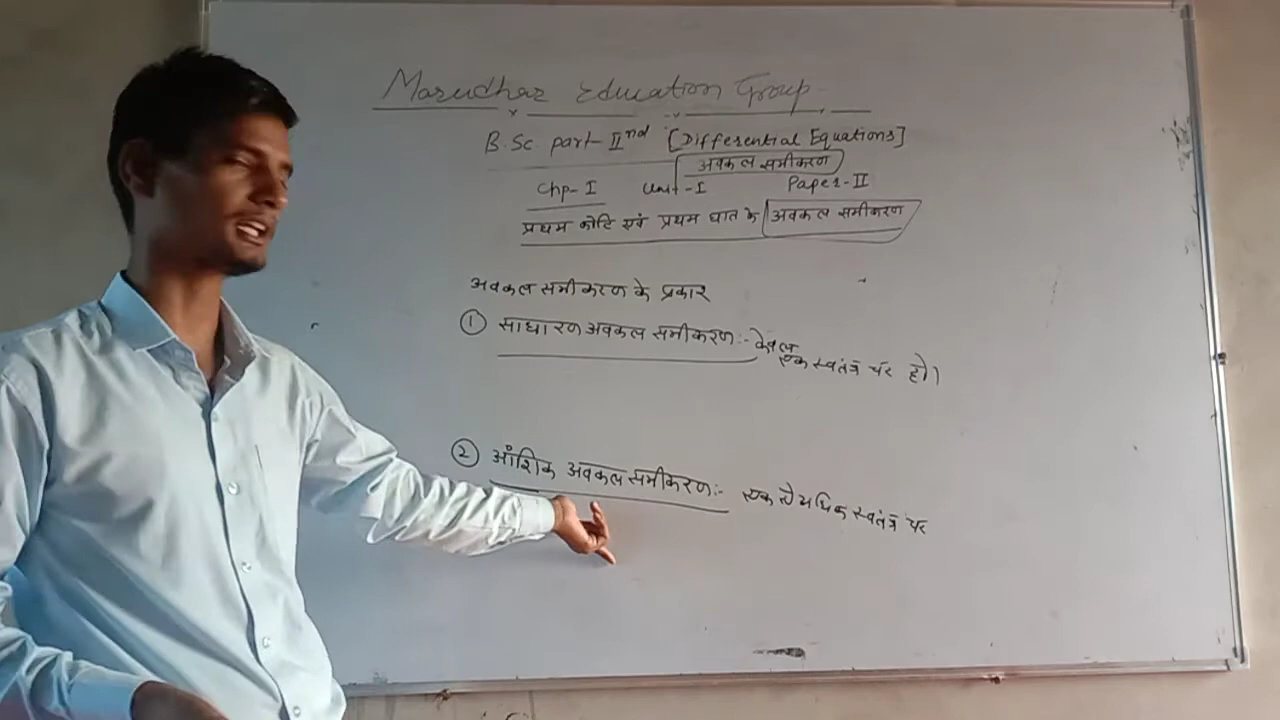 Marudhar Education Group
B.Sc part-IInd [Differential Equations]
अवकल समीकरण
Chp-I Unit-I Paper-II
प्रथम कोटि एवं प्रथम घात के अवकल समीकरण
अवकल समीकरण के प्रकार
① साधारण अवकल समीकरण:- केवल
एक स्वतंत्र चर हो।
② आँशिक अवकल समीकरण:- एक से अधिक स्वतंत्र चर